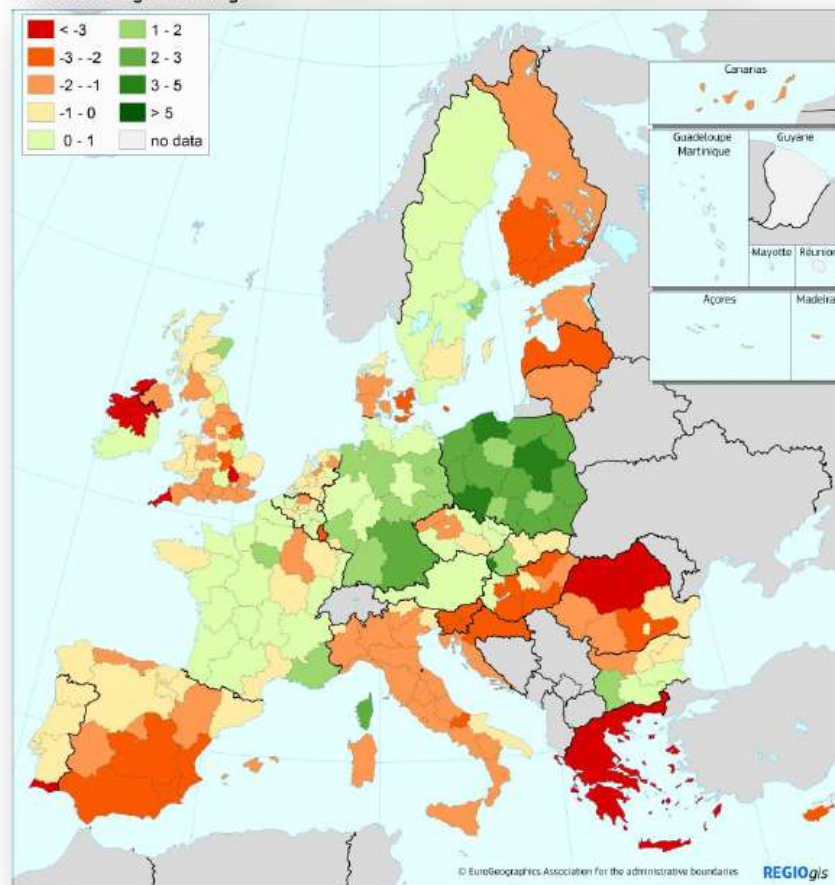 < -3
-3 - -2
-2 - -1
-1 - 0
0 - 1
1 - 2
2 - 3
3 - 5
> 5
no data
Canarias
Guadeloupe
Martinique
Guyane
Mayotte
Réunion
Açores
Madeira
© EuroGeographics Association for the administrative boundaries
REGIOgis